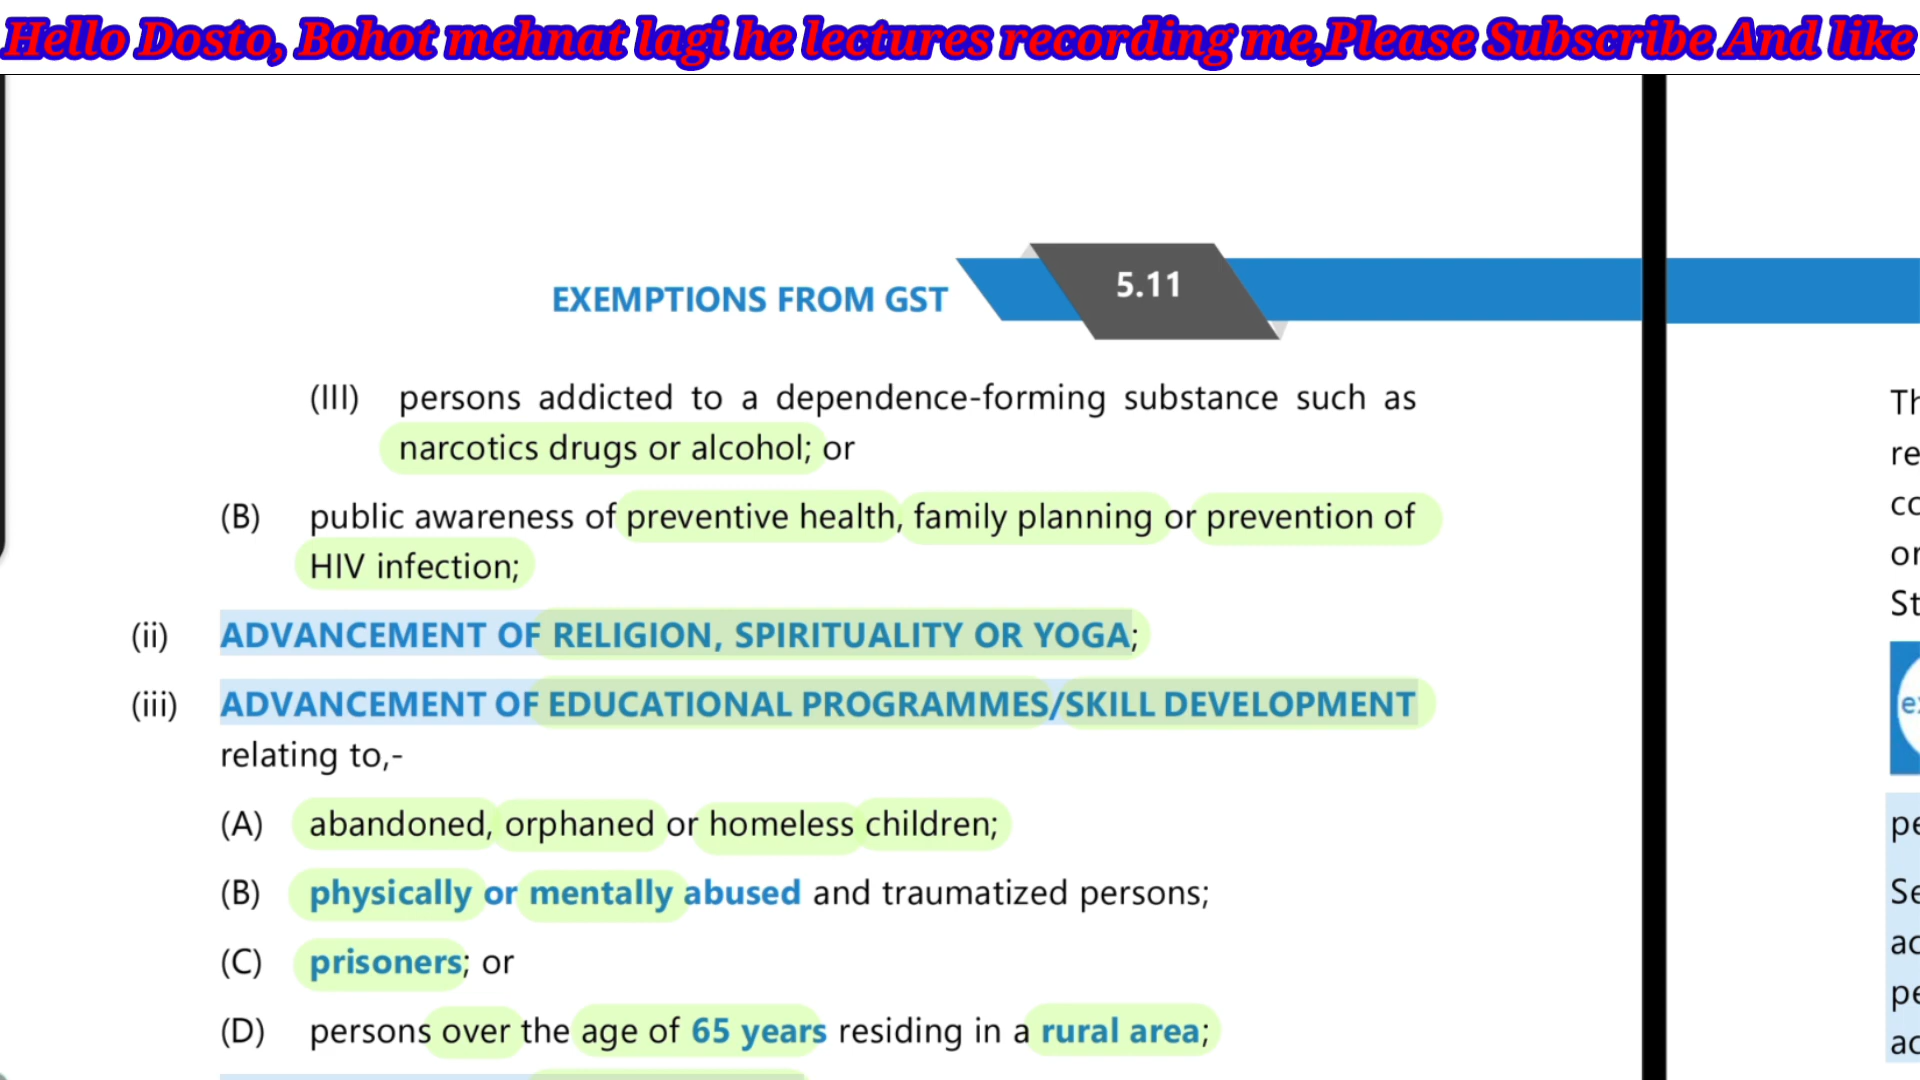 Hello Dosto, Bohot mehnat lagi he lectures recording me,Please Subscribe And like
EXEMPTIONS FROM GST 5.11
(III) persons addicted to a dependence-forming substance such as
narcotics drugs or alcohol; or
(B) public awareness of preventive health, family planning or prevention of
HIV infection;
(ii) ADVANCEMENT OF RELIGION, SPIRITUALITY OR YOGA;
(iii) ADVANCEMENT OF EDUCATIONAL PROGRAMMES/SKILL DEVELOPMENT
relating to,-
(A) abandoned, orphaned or homeless children;
(B) physically or mentally abused and traumatized persons;
(C) prisoners; or
(D) persons over the age of 65 years residing in a rural area;